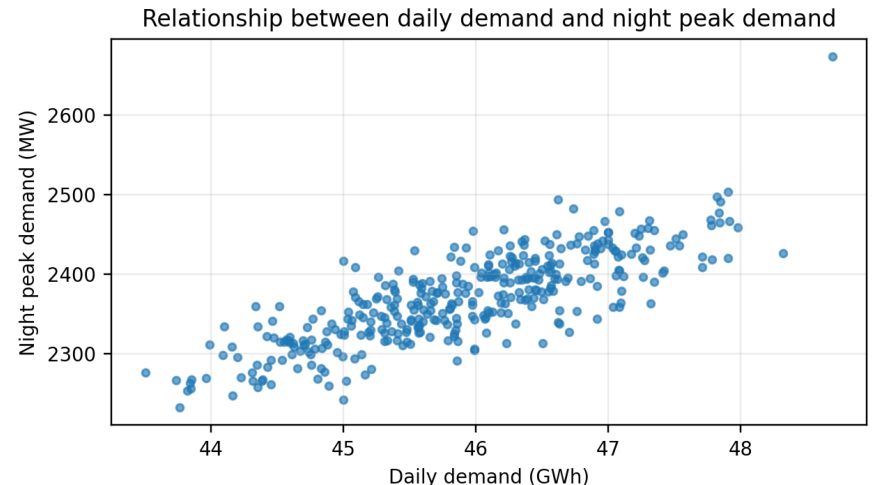 Relationship between daily demand and night peak demand
Night peak demand (MW)
2600
2500
2400
2300
44 45 46 47 48
Daily demand (GWh)